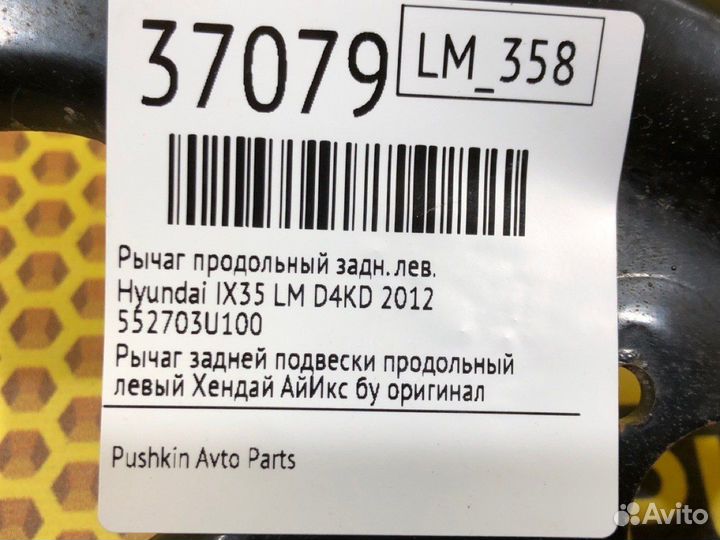 37079
LM_358
Рычаг продольный задн. лев.
Hyundai IX35 LM D4KD 2012
552703U100
Рычаг задней подвески продольный
левый Хендай АйИкс бу оригинал
Pushkin Avto Parts
Avito